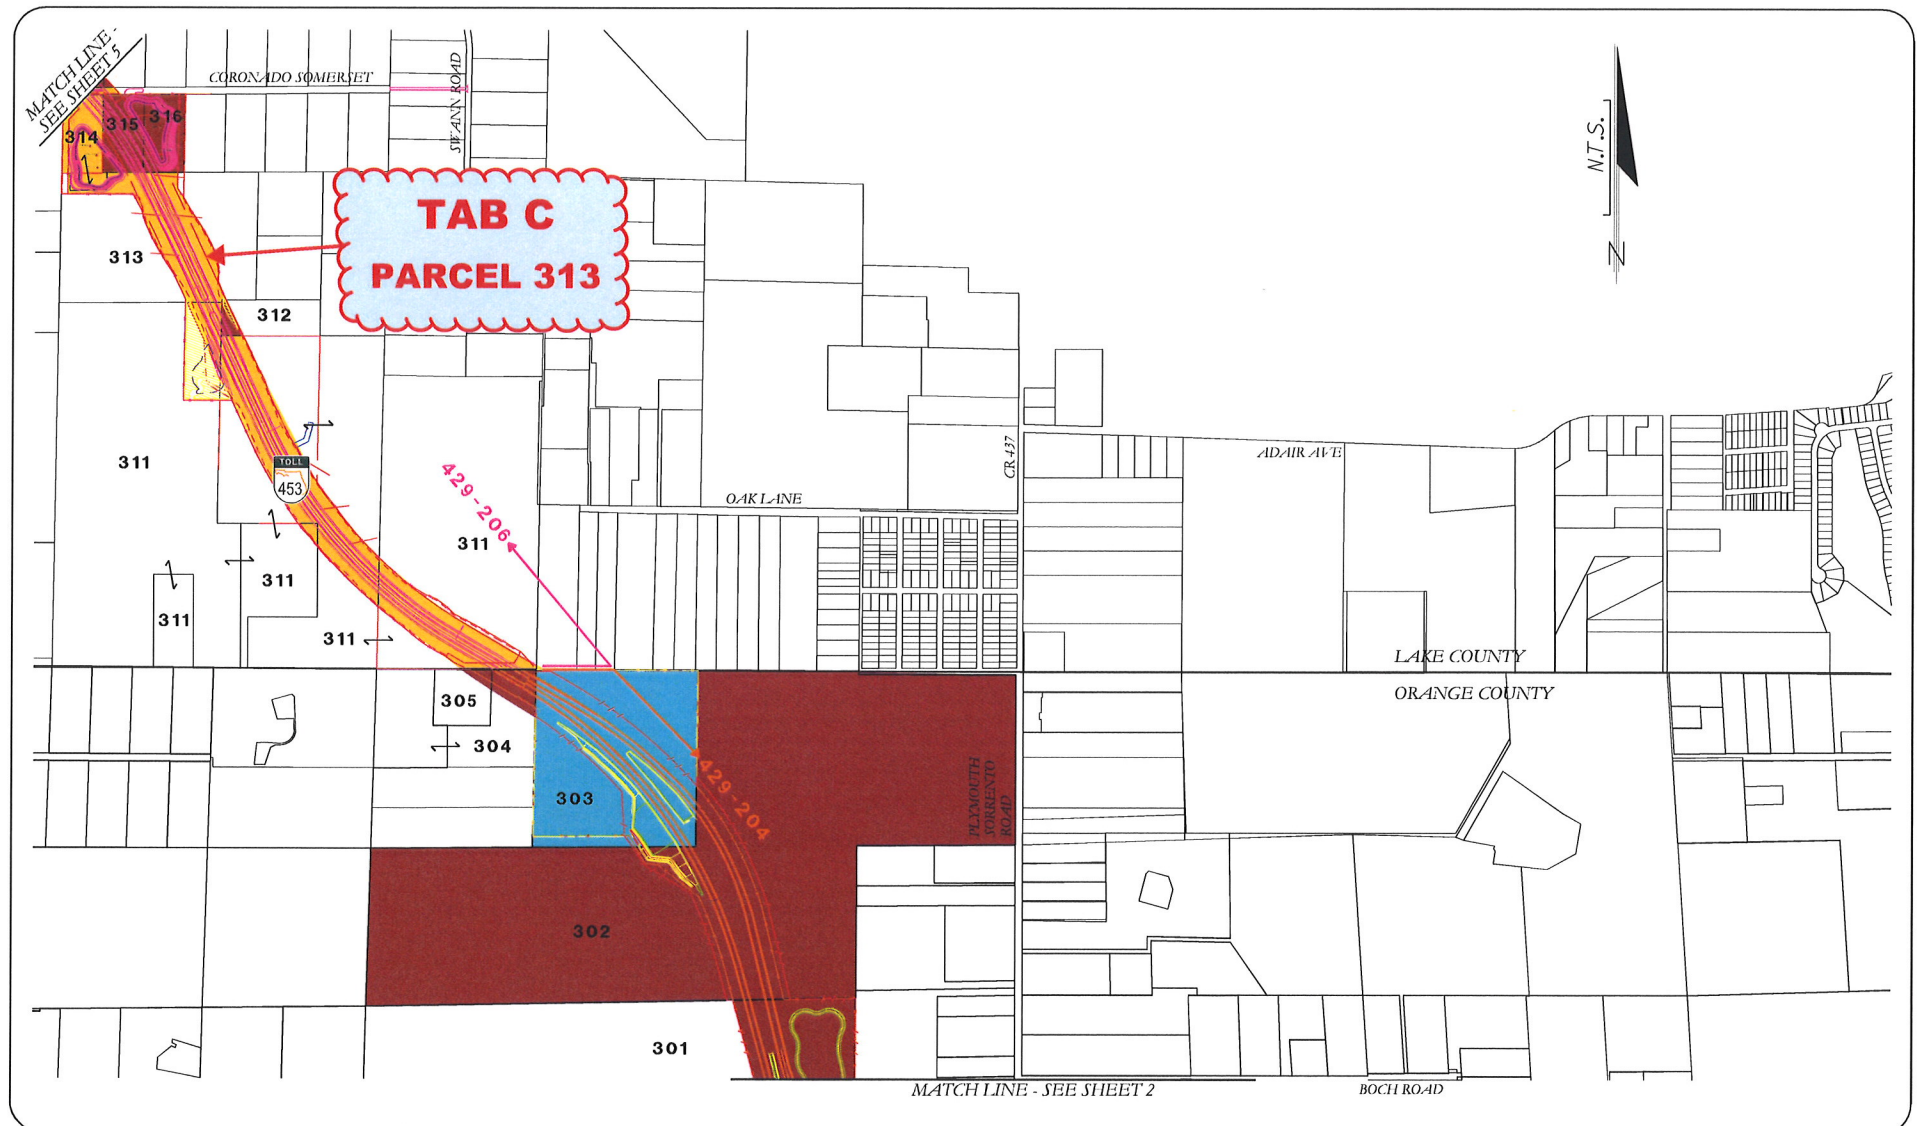 MATCH LINE -
SEE SHEET 5
CORONADO SOMERSET
SWANN ROAD
N.T.S.
N
314
315
316
TAB C
PARCEL 313
313
312
311
TOLL
453
429-206
311
OAK LANE
CR 437
ADAIR AVE
311
311
311
LAKE COUNTY
ORANGE COUNTY
305
304
303
429-204
PLYMOUTH
SORRENTO
ROAD
302
301
MATCH LINE - SEE SHEET 2
BOCH ROAD